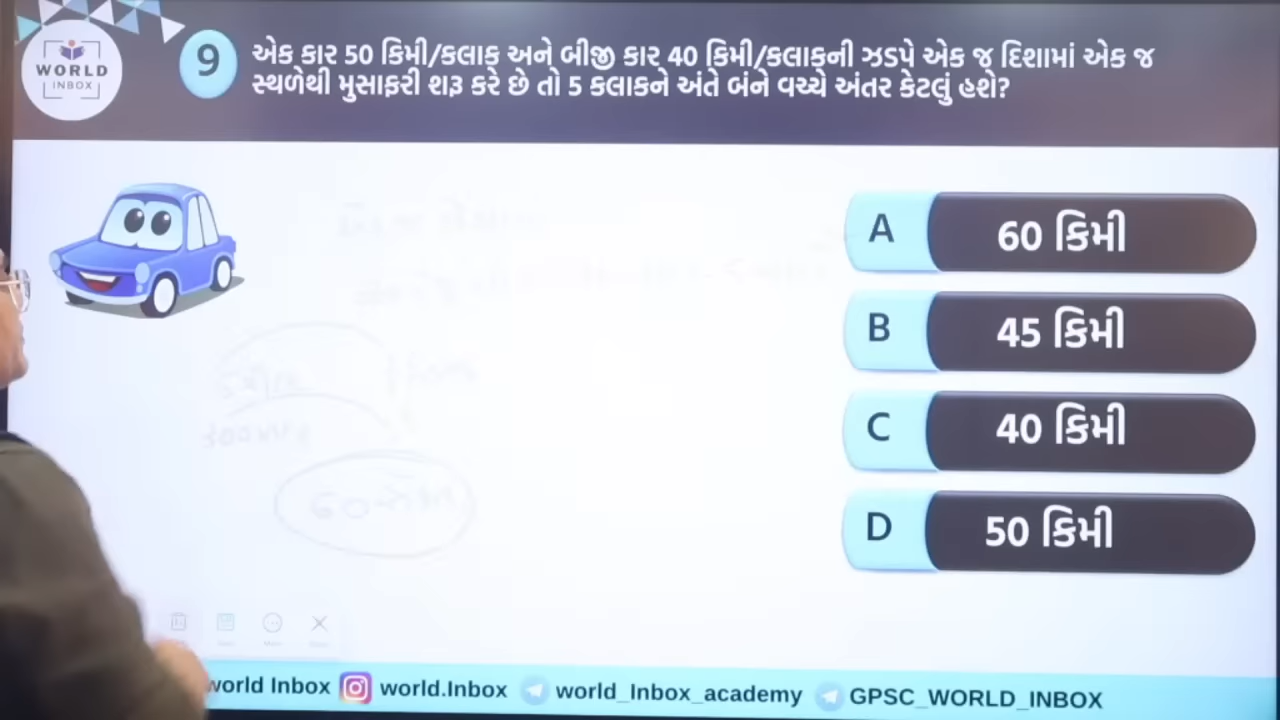 WORLD
INBOX
9
એક કાર 50 કિમી/કલાક અને બીજી કાર 40 કિમી/કલાકની ઝડપે એક જ દિશામાં એક જ
સ્થળેથી મુસાફરી શરૂ કરે છે તો 5 કલાકને અંતે બંને વચ્ચે અંતર કેટલું હશે?
A 60 કિમી
B 45 કિમી
C 40 કિમી
D 50 કિમી
world Inbox world.Inbox world_Inbox_academy GPSC_WORLD_INBOX